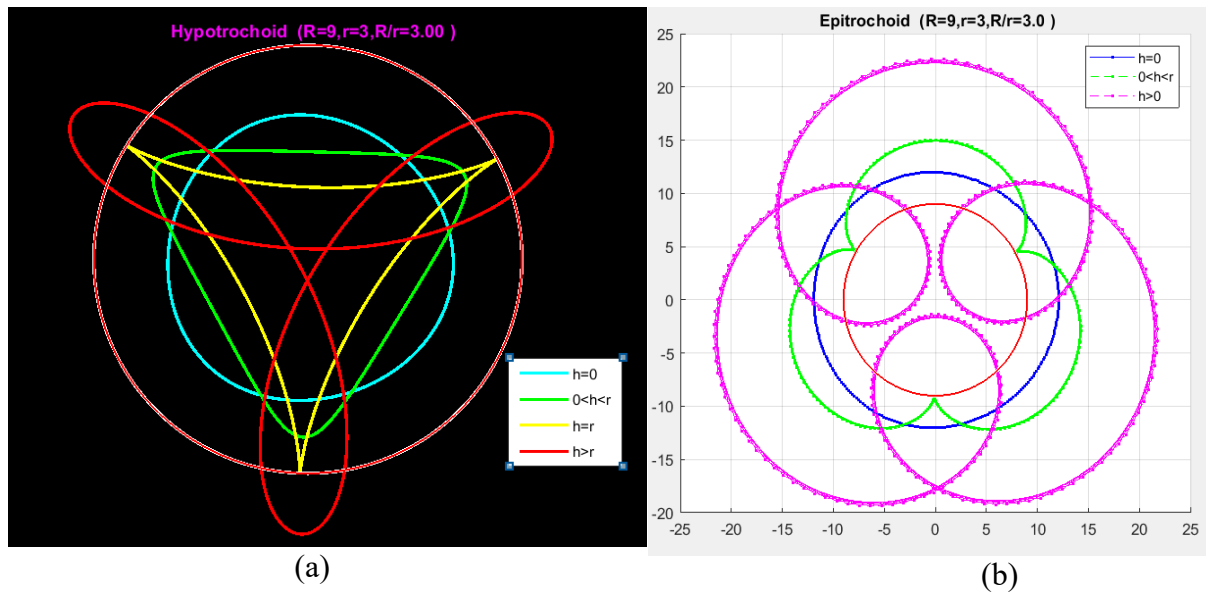 Hypotrochoid (R=9,r=3,R/r=3.00 )
h=0
0<h<r
h=r
h>r
(a)
Epitrochoid (R=9,r=3,R/r=3.0 )
h=0
0<h<r
h>0
25
20
15
10
5
0
-5
-10
-15
-20
-25 -20 -15 -10 -5 0 5 10 15 20 25
(b)